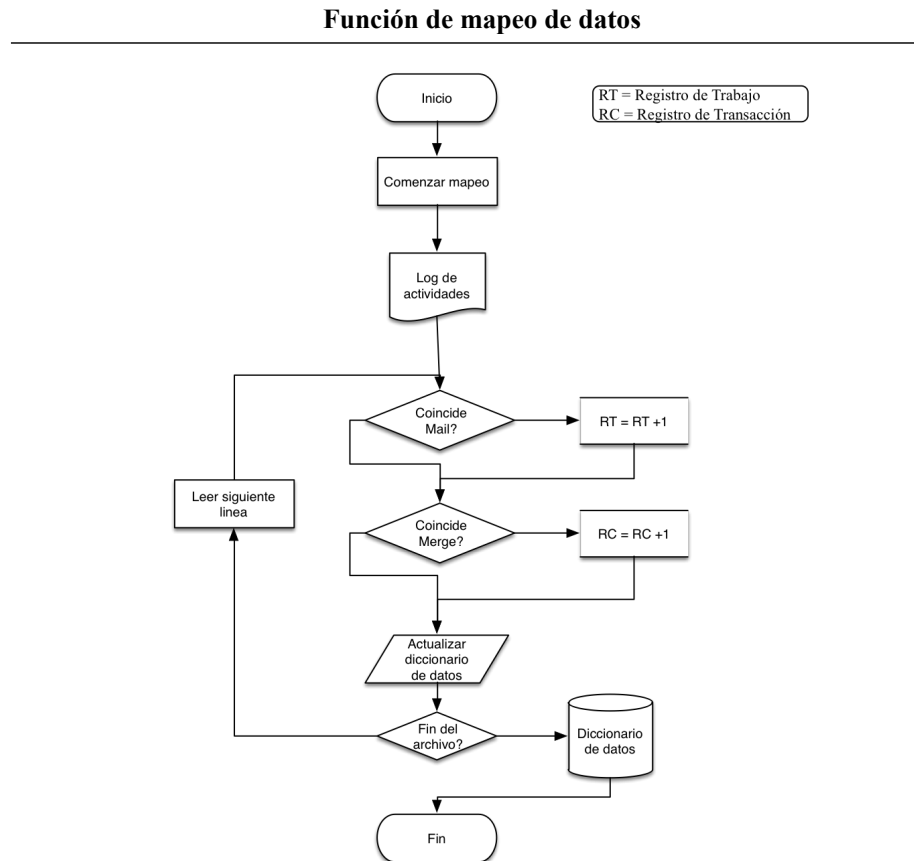 Función de mapeo de datos
Inicio
RT = Registro de Trabajo
RC = Registro de Transacción
Comenzar mapeo
Log de
actividades
Coincide
Mail?
RT = RT +1
Leer siguiente
linea
Coincide
Merge?
RC = RC +1
Actualizar
diccionario
de datos
Fin del
archivo?
Diccionario
de datos
Fin